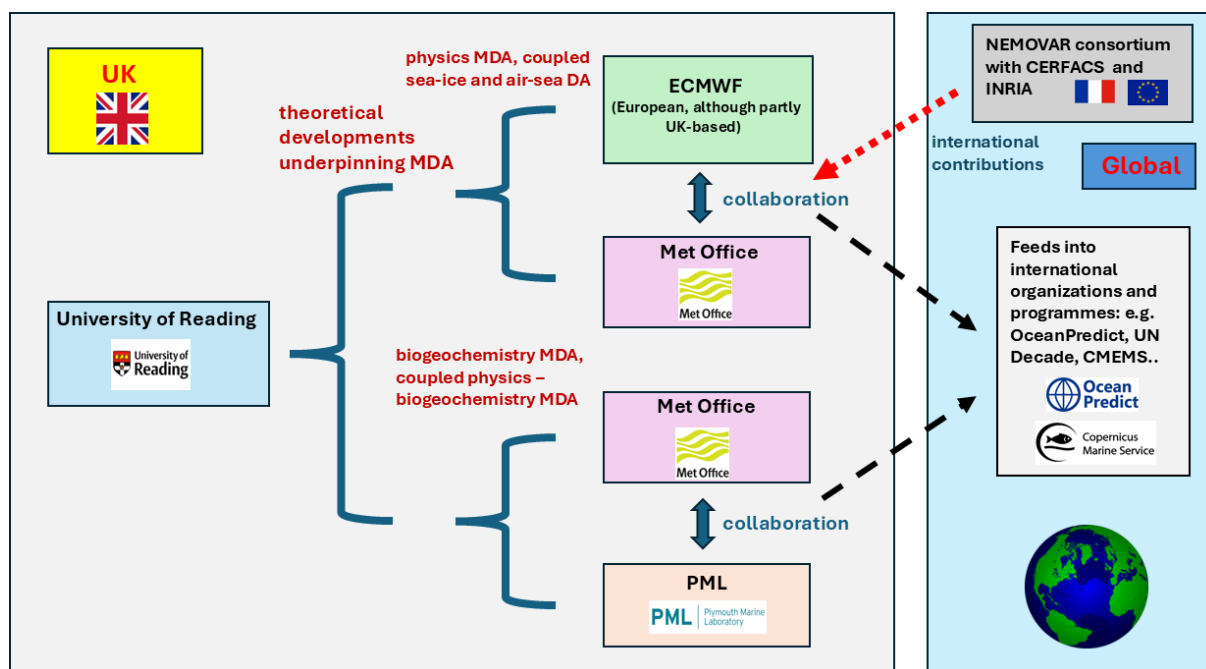 UK
physics MDA, coupled
sea-ice and air-sea DA
theoretical
developments
underpinning MDA
ECMWF
(European, although partly
UK-based)
collaboration
Met Office
Met Office
University of Reading
University of
Reading
biogeochemistry MDA,
coupled physics –
biogeochemistry MDA
Met Office
Met Office
collaboration
PML
PML | Plymouth Marine
Laboratory
NEMOVAR consortium
with CERFACS and
INRIA
international
contributions
Global
Feeds into
international
organizations and
programmes: e.g.
OceanPredict, UN
Decade, CMEMS..
Ocean
Predict
Copernicus
Marine Service